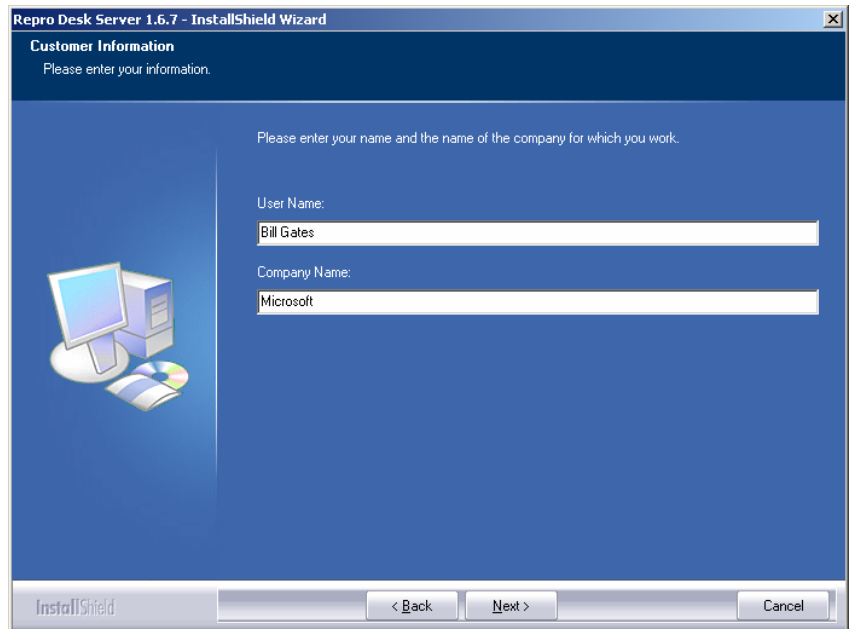 Repro Desk Server 1.6.7 - InstallShield Wizard
Customer Information
Please enter your information.
Please enter your name and the name of the company for which you work.
User Name:
Bill Gates
Company Name:
Microsoft
InstallShield
< Back
Next >
Cancel